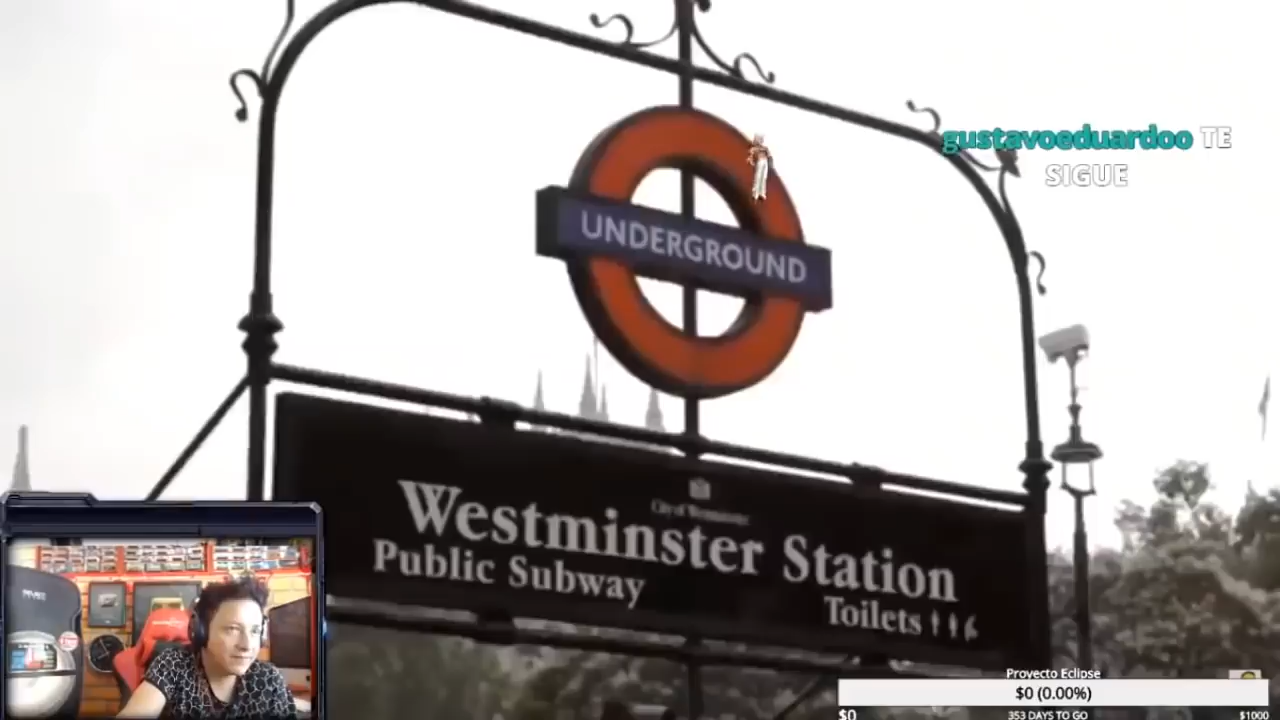 gustavoeduardoo TE
SIGUE
UNDERGROUND
City of Westminster
Westminster Station
Public Subway
Toilets
Proyecto Eclipse
$0 (0.00%)
$0
353 DAYS TO GO
$1000